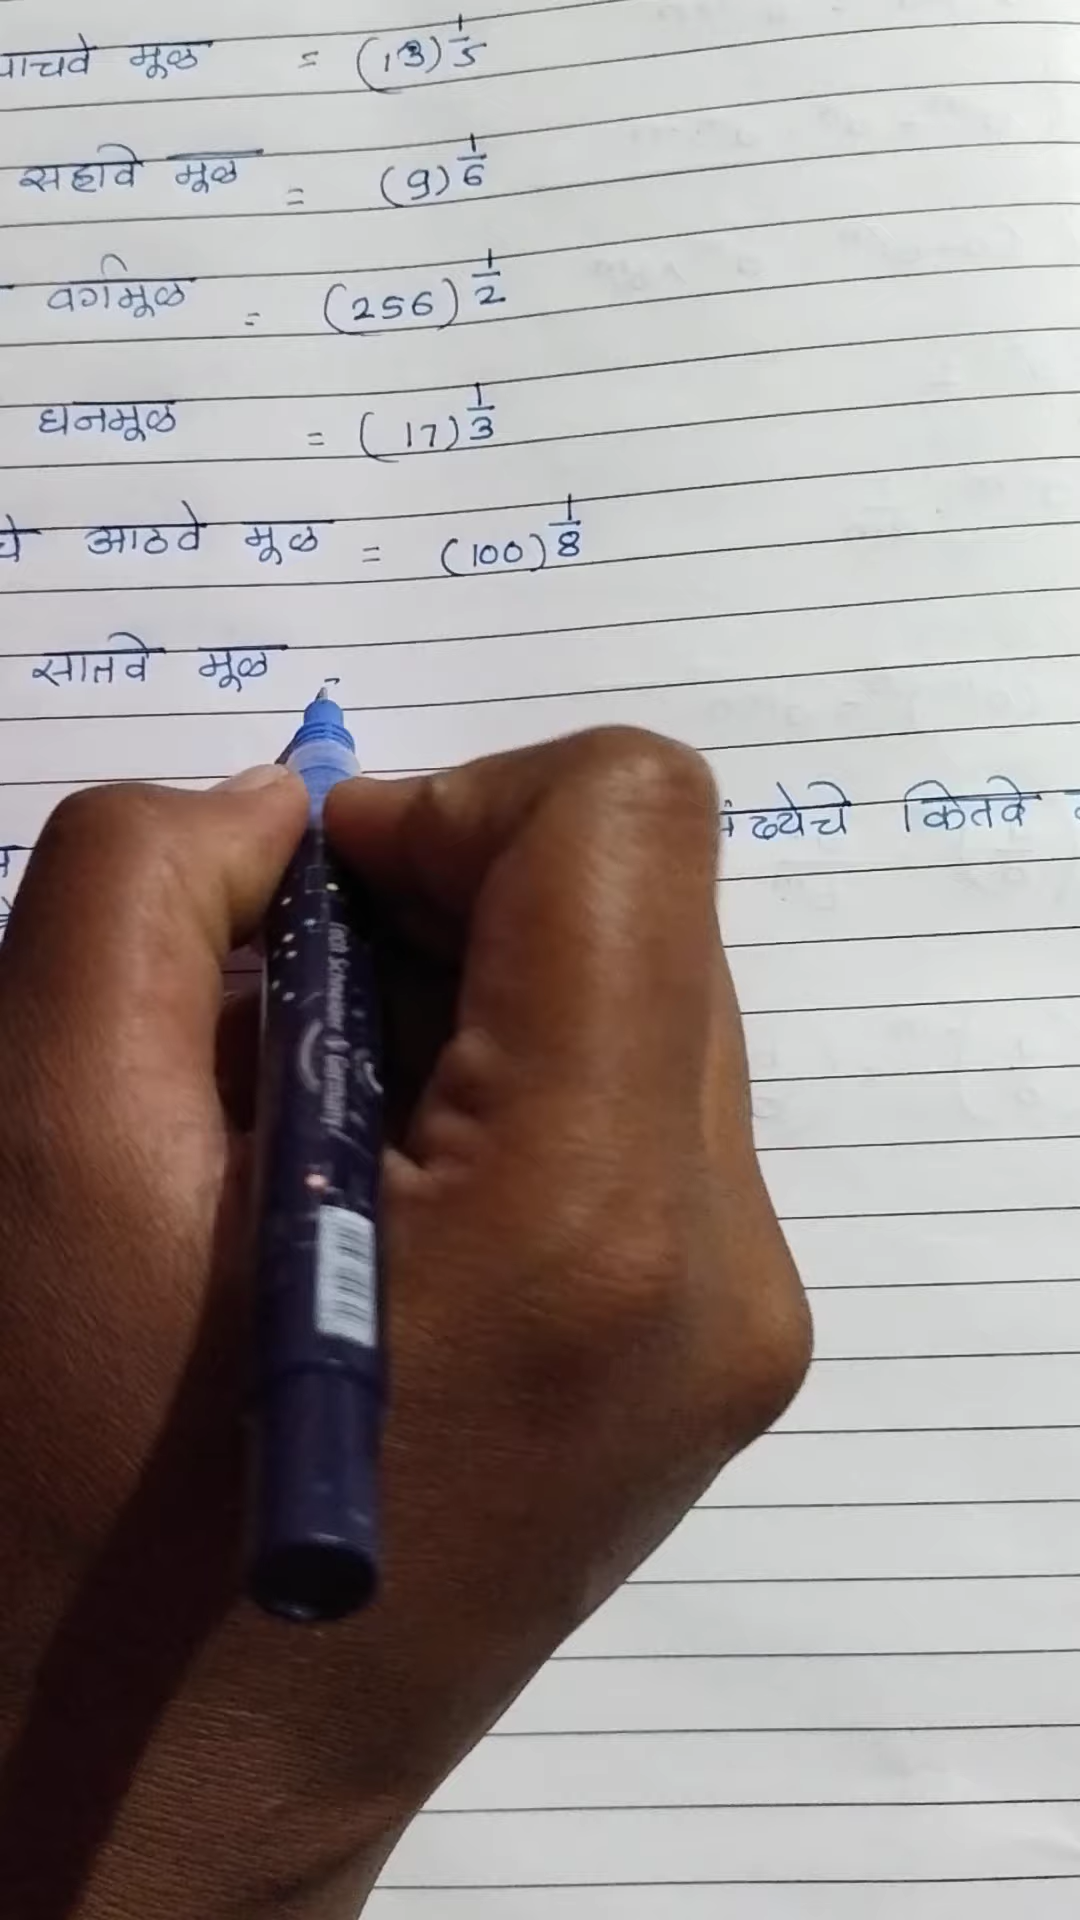 पाचवे मूळ = (13)^1/5
सहावे मूळ = (9)^1/6
वर्गमूळ = (256)^1/2
घनमूळ = (17)^1/3
चे आठवे मूळ = (100)^1/8
सातवे मूळ
संख्येचे कितवे